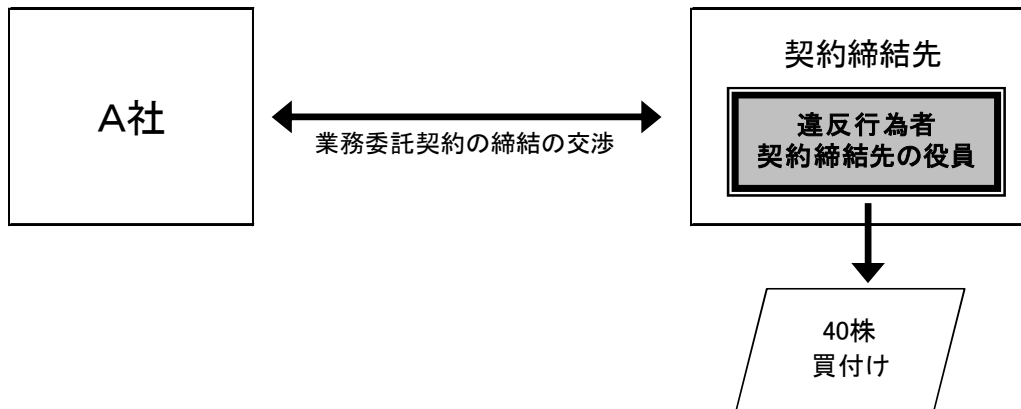 A社
業務委託契約の締結の交渉
契約締結先
違反行為者
契約締結先の役員
40株
買付け